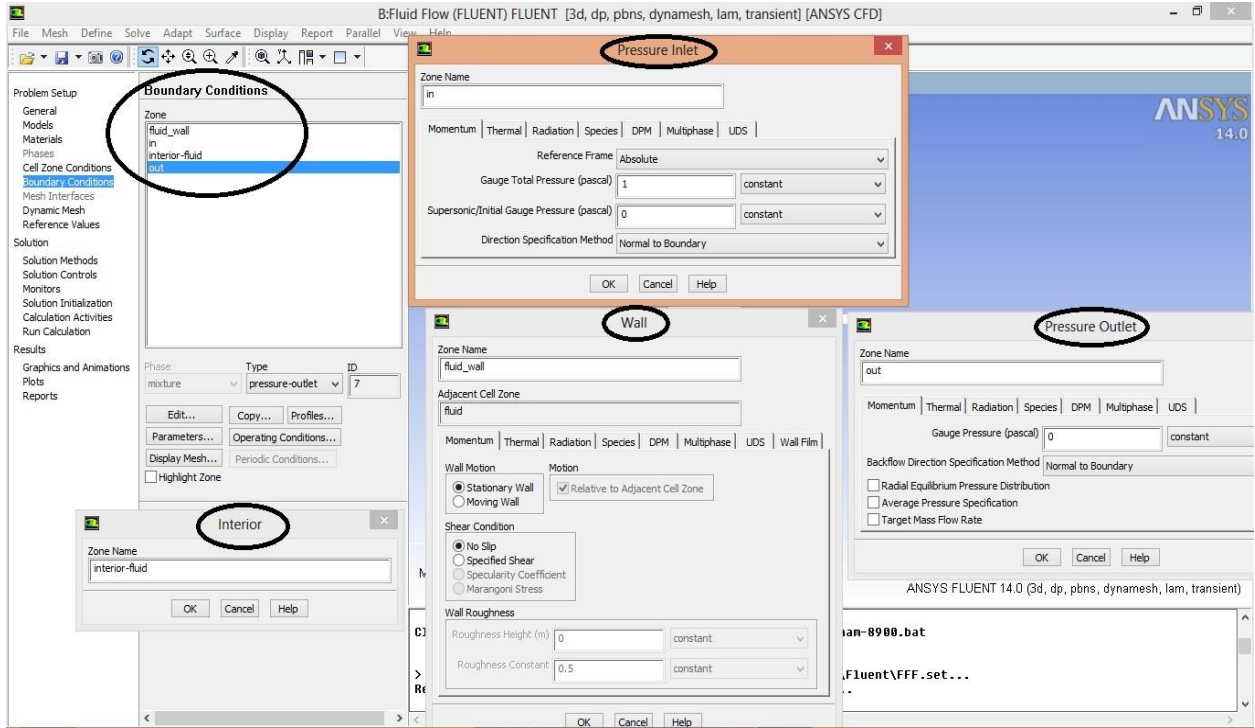 B:Fluid Flow (FLUENT) FLUENT [3d, dp, pbns, dynamesh, lam, transient] [ANSYS CFD]
File Mesh Define Solve Adapt Surface Display Report Parallel View Help
Problem Setup
General
Models
Materials
Phases
Cell Zone Conditions
Boundary Conditions
Mesh Interfaces
Dynamic Mesh
Reference Values
Solution
Solution Methods
Solution Controls
Monitors
Solution Initialization
Calculation Activities
Run Calculation
Results
Graphics and Animations
Plots
Reports
Boundary Conditions
Zone
fluid_wall
in
interior-fluid
out
Phase Type ID
mixture pressure-outlet 7
Edit... Copy... Profiles...
Parameters... Operating Conditions...
Display Mesh... Periodic Conditions...
Highlight Zone
Interior
Zone Name
interior-fluid
OK Cancel Help
Pressure Inlet
Zone Name
in
Momentum Thermal Radiation Species DPM Multiphase UDS
Reference Frame Absolute
Gauge Total Pressure (pascal) 1 constant
Supersonic/Initial Gauge Pressure (pascal) 0 constant
Direction Specification Method Normal to Boundary
OK Cancel Help
ANSYS
14.0
Wall
Zone Name
fluid_wall
Adjacent Cell Zone
fluid
Momentum Thermal Radiation Species DPM Multiphase UDS Wall Film
Wall Motion Motion
Stationary Wall Relative to Adjacent Cell Zone
Moving Wall
Shear Condition
No Slip
Specified Shear
Specularity Coefficient
Marangoni Stress
Wall Roughness
Roughness Height (m) 0 constant
Roughness Constant 0.5 constant
OK Cancel Help
Pressure Outlet
Zone Name
out
Momentum Thermal Radiation Species DPM Multiphase UDS
Gauge Pressure (pascal) 0 constant
Backflow Direction Specification Method Normal to Boundary
Radial Equilibrium Pressure Distribution
Average Pressure Specification
Target Mass Flow Rate
OK Cancel Help
ANSYS FLUENT 14.0 (3d, dp, pbns, dynamesh, lam, transient)
am-8900.bat
>
\Fluent\FFF.set...
Re